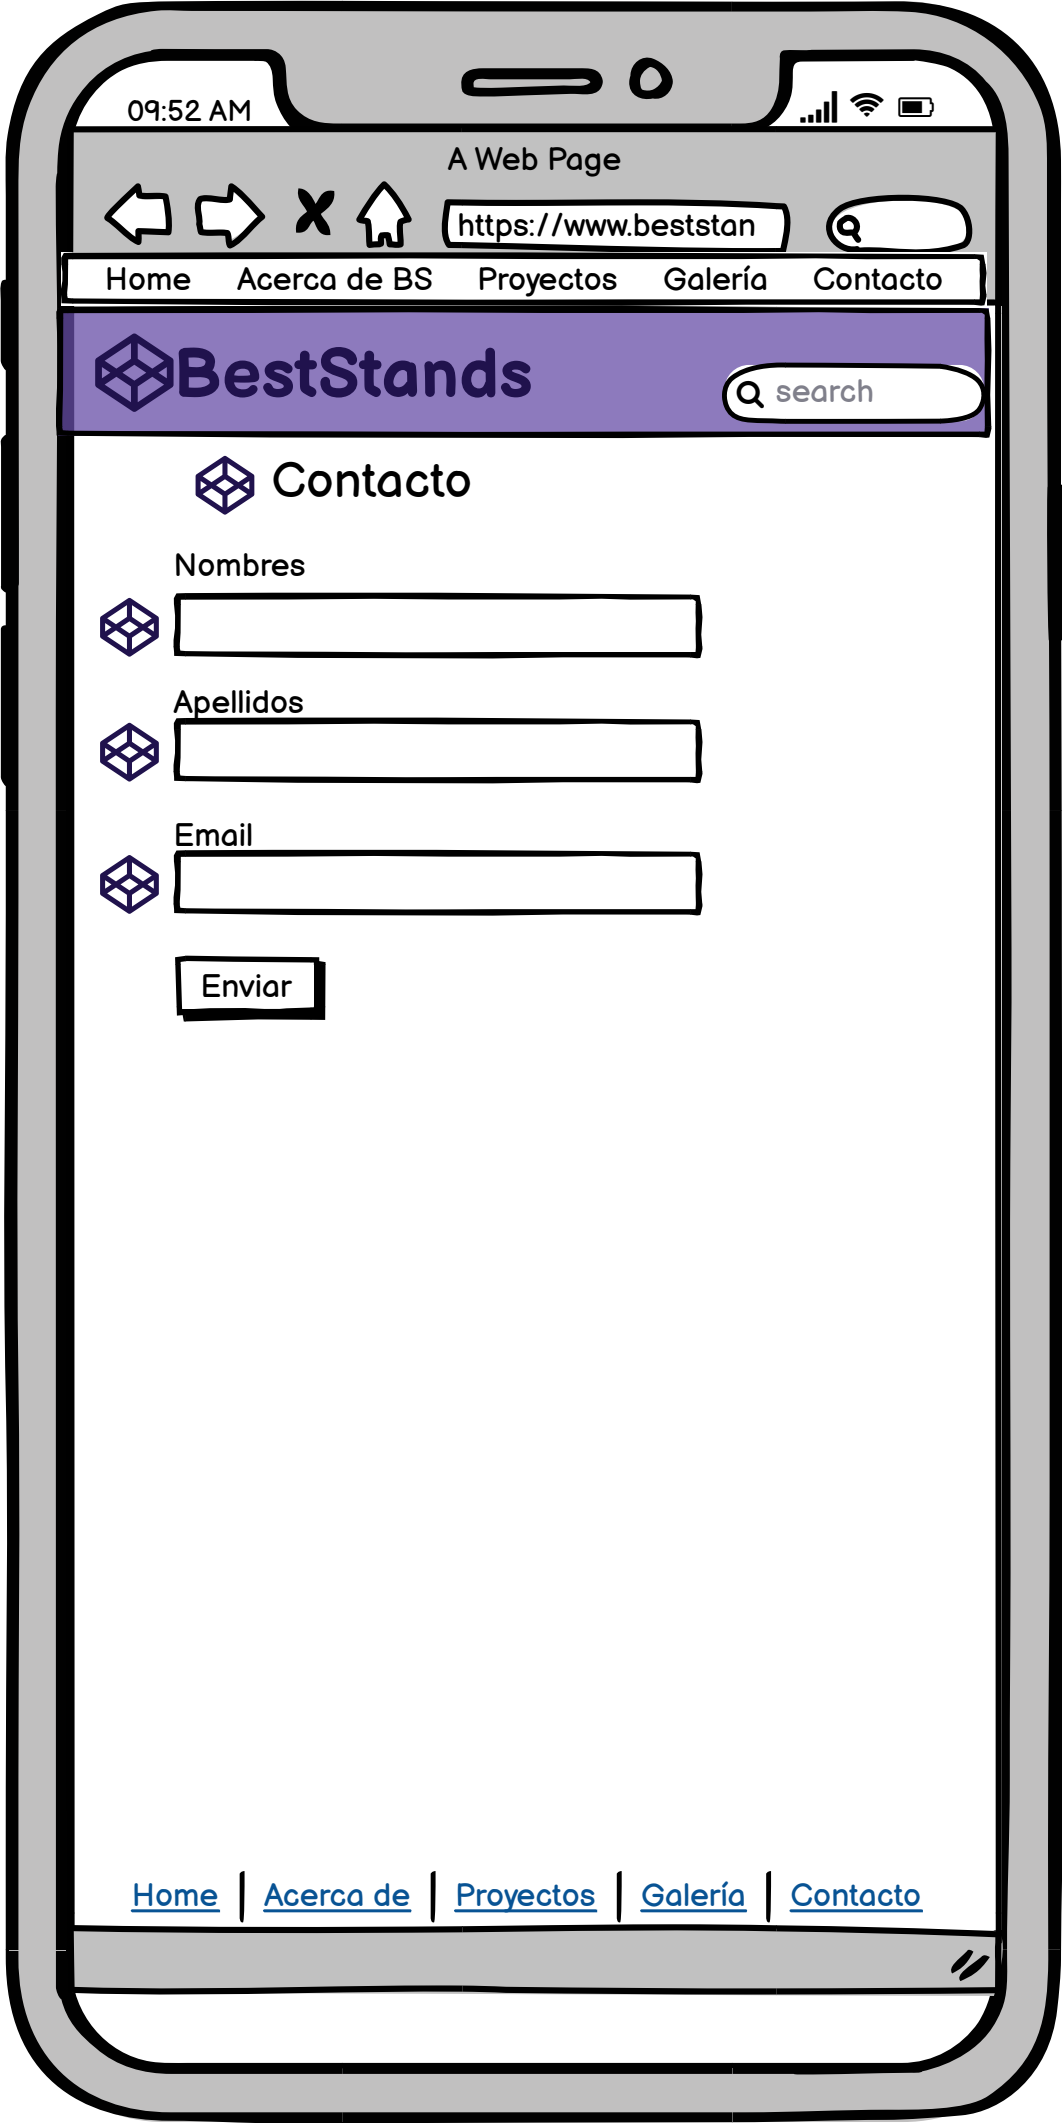 09:52 AM
A Web Page
https://www.beststan
Home Acerca de BS Proyectos Galería Contacto
BestStands
search
Contacto
Nombres
Apellidos
Email
Enviar
Home Acerca de Proyectos Galería Contacto